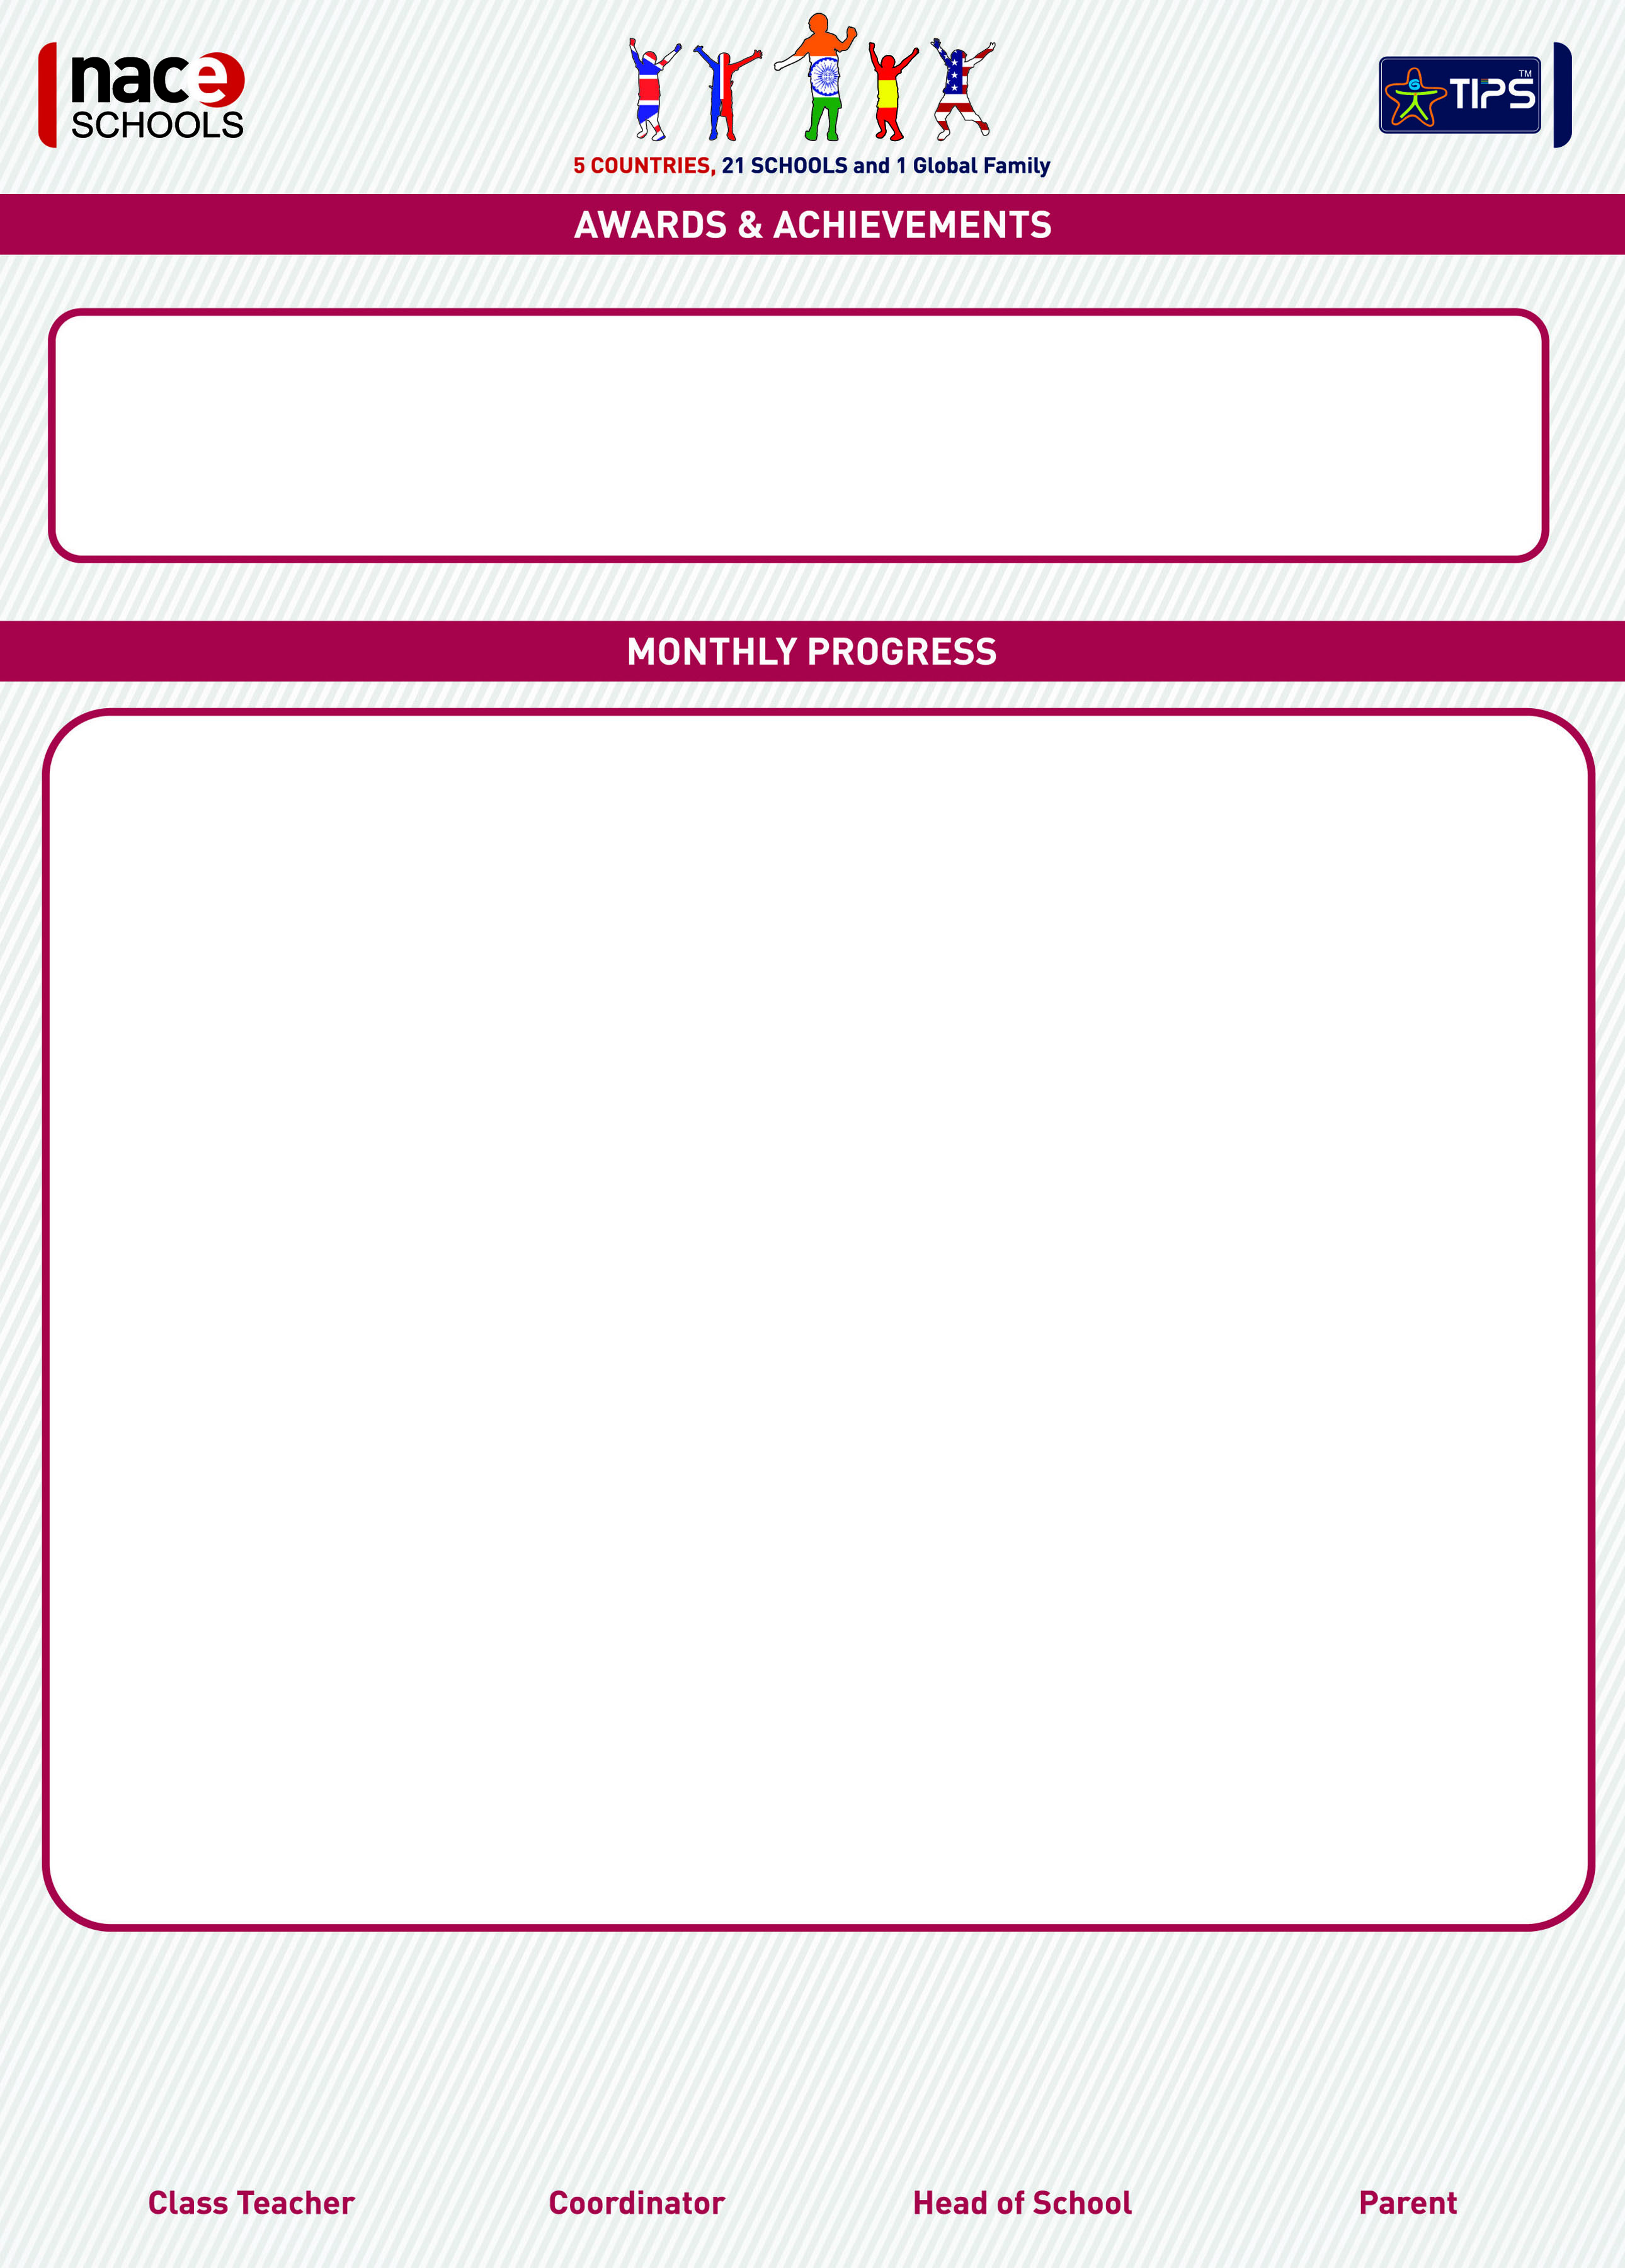 nace
SCHOOLS
TIPS™
5 COUNTRIES, 21 SCHOOLS and 1 Global Family
AWARDS & ACHIEVEMENTS
MONTHLY PROGRESS
Class Teacher Coordinator Head of School Parent